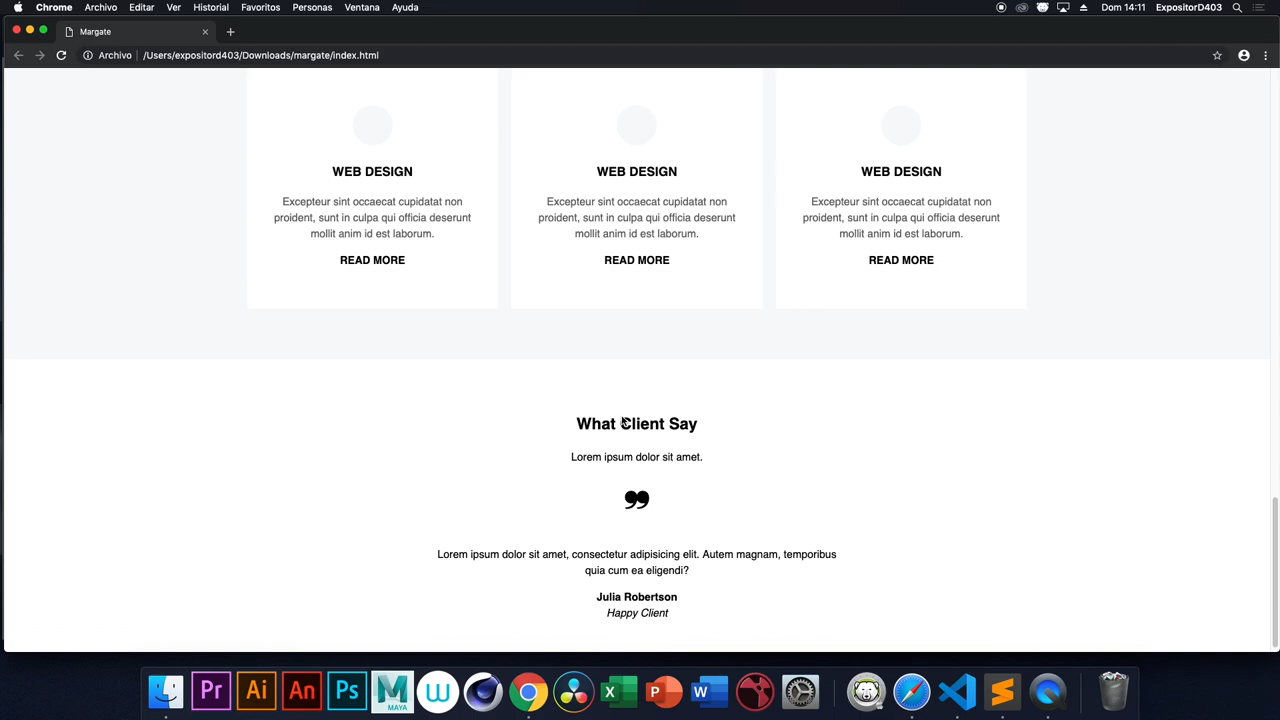 Chrome Archivo Editar Ver Historial Favoritos Personas Ventana Ayuda Dom 14:11 ExpositorD403
Margate
Archivo /Users/expositord403/Downloads/margate/index.html
WEB DESIGN
Excepteur sint occaecat cupidatat non
proident, sunt in culpa qui officia deserunt
mollit anim id est laborum.
READ MORE
WEB DESIGN
Excepteur sint occaecat cupidatat non
proident, sunt in culpa qui officia deserunt
mollit anim id est laborum.
READ MORE
WEB DESIGN
Excepteur sint occaecat cupidatat non
proident, sunt in culpa qui officia deserunt
mollit anim id est laborum.
READ MORE
What Client Say
Lorem ipsum dolor sit amet.
Lorem ipsum dolor sit amet, consectetur adipisicing elit. Autem magnam, temporibus
quia cum ea eligendi?
Julia Robertson
Happy Client
Pr Ai An Ps MAYA W X P W S